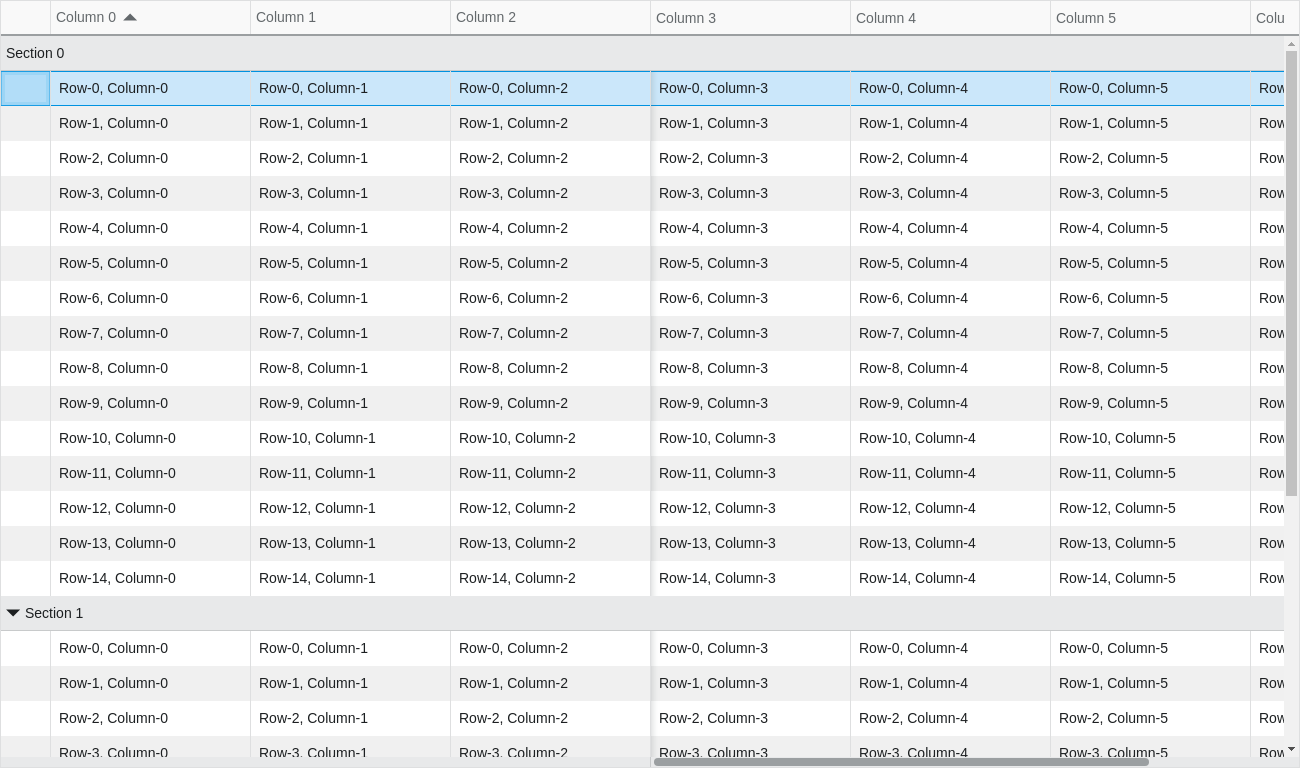 Column 0 Column 1 Column 2 Column 3 Column 4 Column 5 Colu
Section 0
Row-0, Column-0 Row-0, Column-1 Row-0, Column-2 Row-0, Column-3 Row-0, Column-4 Row-0, Column-5 Row
Row-1, Column-0 Row-1, Column-1 Row-1, Column-2 Row-1, Column-3 Row-1, Column-4 Row-1, Column-5 Row
Row-2, Column-0 Row-2, Column-1 Row-2, Column-2 Row-2, Column-3 Row-2, Column-4 Row-2, Column-5 Row
Row-3, Column-0 Row-3, Column-1 Row-3, Column-2 Row-3, Column-3 Row-3, Column-4 Row-3, Column-5 Row
Row-4, Column-0 Row-4, Column-1 Row-4, Column-2 Row-4, Column-3 Row-4, Column-4 Row-4, Column-5 Row
Row-5, Column-0 Row-5, Column-1 Row-5, Column-2 Row-5, Column-3 Row-5, Column-4 Row-5, Column-5 Row
Row-6, Column-0 Row-6, Column-1 Row-6, Column-2 Row-6, Column-3 Row-6, Column-4 Row-6, Column-5 Row
Row-7, Column-0 Row-7, Column-1 Row-7, Column-2 Row-7, Column-3 Row-7, Column-4 Row-7, Column-5 Row
Row-8, Column-0 Row-8, Column-1 Row-8, Column-2 Row-8, Column-3 Row-8, Column-4 Row-8, Column-5 Row
Row-9, Column-0 Row-9, Column-1 Row-9, Column-2 Row-9, Column-3 Row-9, Column-4 Row-9, Column-5 Row
Row-10, Column-0 Row-10, Column-1 Row-10, Column-2 Row-10, Column-3 Row-10, Column-4 Row-10, Column-5 Row
Row-11, Column-0 Row-11, Column-1 Row-11, Column-2 Row-11, Column-3 Row-11, Column-4 Row-11, Column-5 Row
Row-12, Column-0 Row-12, Column-1 Row-12, Column-2 Row-12, Column-3 Row-12, Column-4 Row-12, Column-5 Row
Row-13, Column-0 Row-13, Column-1 Row-13, Column-2 Row-13, Column-3 Row-13, Column-4 Row-13, Column-5 Row
Row-14, Column-0 Row-14, Column-1 Row-14, Column-2 Row-14, Column-3 Row-14, Column-4 Row-14, Column-5 Row
Section 1
Row-0, Column-0 Row-0, Column-1 Row-0, Column-2 Row-0, Column-3 Row-0, Column-4 Row-0, Column-5 Row
Row-1, Column-0 Row-1, Column-1 Row-1, Column-2 Row-1, Column-3 Row-1, Column-4 Row-1, Column-5 Row
Row-2, Column-0 Row-2, Column-1 Row-2, Column-2 Row-2, Column-3 Row-2, Column-4 Row-2, Column-5 Row
Row-3, Column-0 Row-3, Column-1 Row-3, Column-2 Row-3, Column-3 Row-3, Column-4 Row-3, Column-5 Row